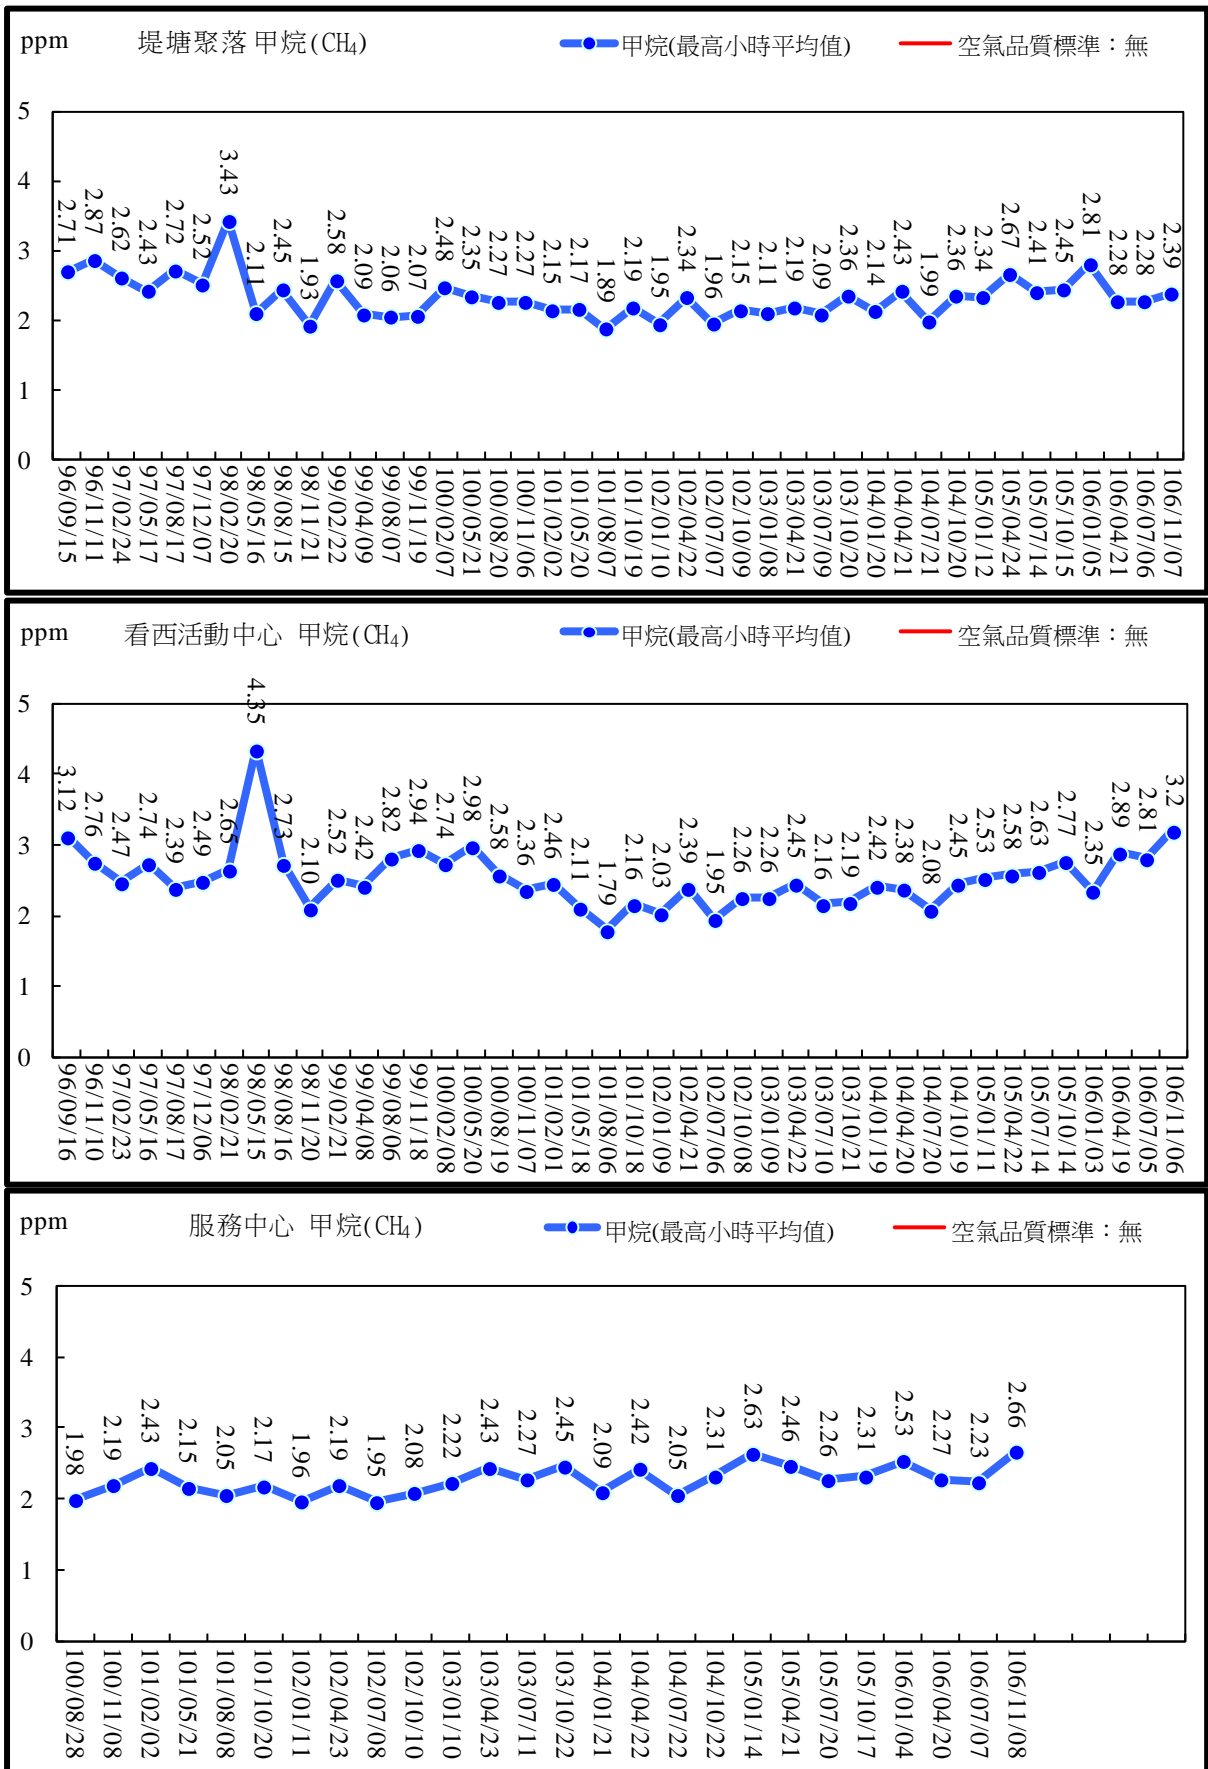 ppm 堤塘聚落 甲烷(CH₄) 甲烷(最高小時平均值) 空氣品質標準：無
5
4
3
2
1
0
2.71 2.87 2.62 2.43 2.72 2.52 3.43 2.11 2.45 1.93 2.58 2.09 2.06 2.07 2.48 2.35 2.27 2.27 2.15 2.17 1.89 2.19 1.95 2.34 1.96 2.15 2.11 2.19 2.09 2.36 2.14 2.43 1.99 2.36 2.34 2.67 2.41 2.45 2.81 2.28 2.28 2.39
96/09/15 96/11/11 97/02/24 97/05/17 97/08/17 97/12/07 98/02/20 98/05/16 98/08/15 98/11/21 99/02/22 99/04/09 99/08/07 99/11/19 100/02/07 100/05/21 100/08/20 100/11/06 101/02/02 101/05/20 101/08/07 101/10/19 102/01/10 102/04/22 102/07/07 102/10/09 103/01/08 103/04/21 103/07/09 103/10/20 104/01/20 104/04/21 104/07/21 104/10/20 105/01/12 105/04/24 105/07/14 105/10/15 106/01/05 106/04/21 106/07/06 106/11/07
ppm 看西活動中心 甲烷(CH₄) 甲烷(最高小時平均值) 空氣品質標準：無
5
4
3
2
1
0
3.12 2.76 2.47 2.74 2.39 2.49 2.65 4.35 2.73 2.10 2.52 2.42 2.82 2.94 2.74 2.98 2.58 2.36 2.46 2.11 1.79 2.16 2.03 2.39 1.95 2.26 2.26 2.45 2.16 2.19 2.42 2.38 2.08 2.45 2.53 2.58 2.63 2.77 2.35 2.89 2.81 3.2
96/09/16 96/11/10 97/02/23 97/05/16 97/08/17 97/12/06 98/02/21 98/05/15 98/08/16 98/11/20 99/02/21 99/04/08 99/08/06 99/11/18 100/02/08 100/05/20 100/08/19 100/11/07 101/02/01 101/05/18 101/08/06 101/10/18 102/01/09 102/04/21 102/07/06 102/10/08 103/01/09 103/04/22 103/07/10 103/10/21 104/01/19 104/04/20 104/07/20 104/10/19 105/01/11 105/04/22 105/07/14 105/10/14 106/01/03 106/04/19 106/07/05 106/11/06
ppm 服務中心 甲烷(CH₄) 甲烷(最高小時平均值) 空氣品質標準：無
5
4
3
2
1
0
1.98 2.19 2.43 2.15 2.05 2.17 1.96 2.19 1.95 2.08 2.22 2.43 2.27 2.45 2.09 2.42 2.05 2.31 2.63 2.46 2.26 2.31 2.53 2.27 2.23 2.66
100/08/28 100/11/08 101/02/02 101/05/21 101/08/08 101/10/20 102/01/11 102/04/23 102/07/08 102/10/10 103/01/10 103/04/23 103/07/11 103/10/22 104/01/21 104/04/22 104/07/22 104/10/22 105/01/14 105/04/21 105/07/20 105/10/17 106/01/04 106/04/20 106/07/07 106/11/08